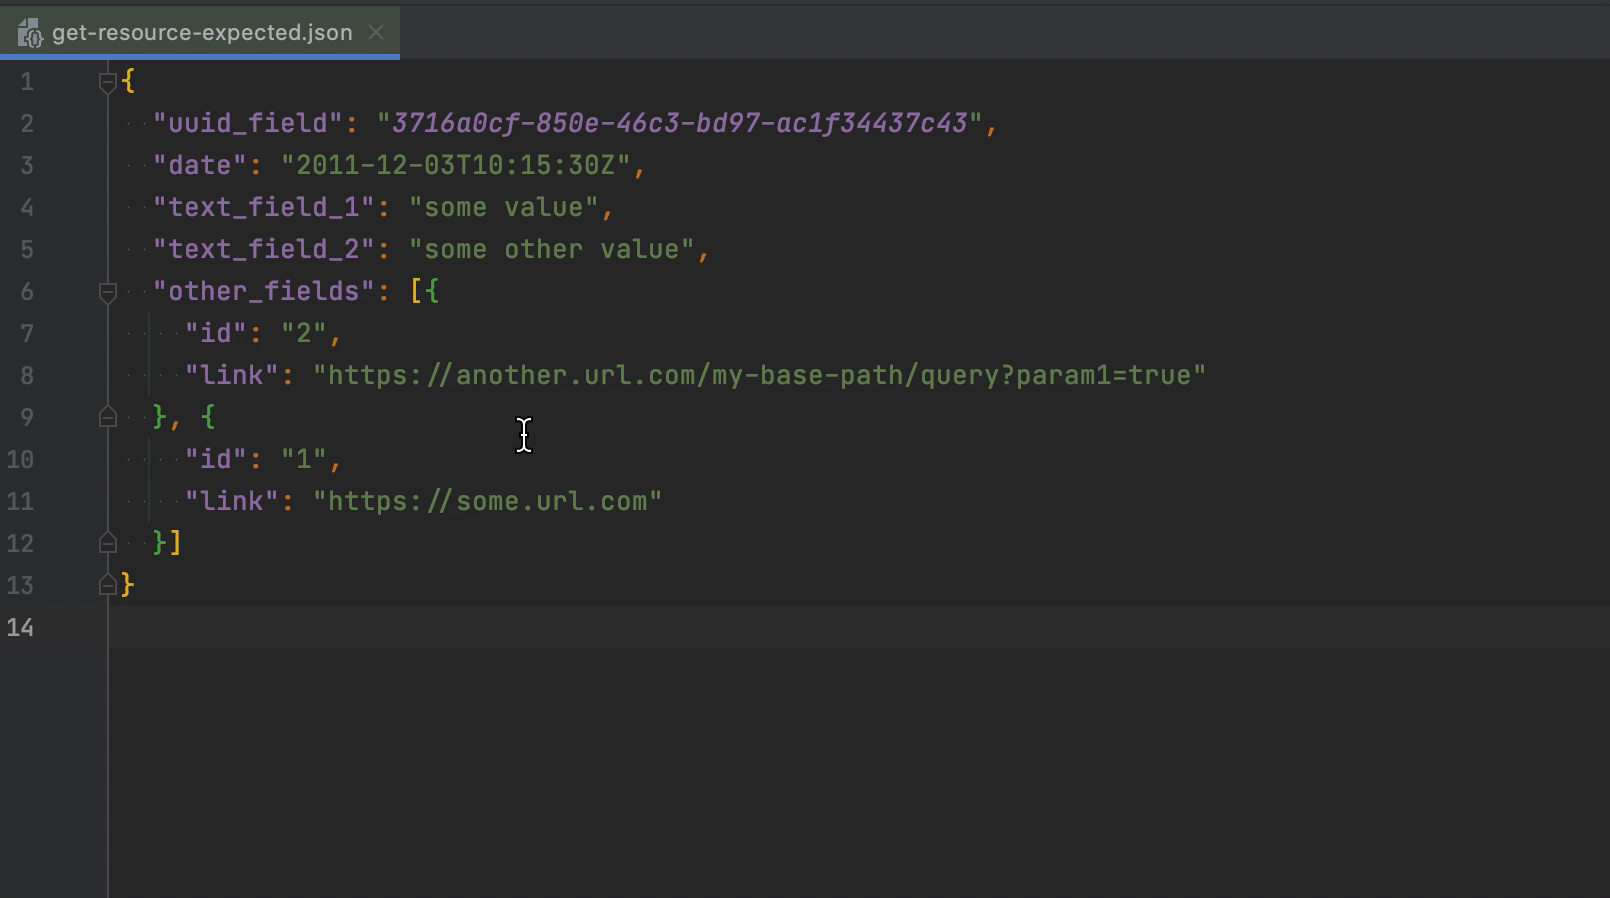 get-resource-expected.json
1 {
2 "uuid_field": "3716a0cf-850e-46c3-bd97-ac1f34437c43",
3 "date": "2011-12-03T10:15:30Z",
4 "text_field_1": "some value",
5 "text_field_2": "some other value",
6 "other_fields": [{
7 "id": "2",
8 "link": "https://another.url.com/my-base-path/query?param1=true"
9 }, {
10 "id": "1",
11 "link": "https://some.url.com"
12 }]
13 }
14